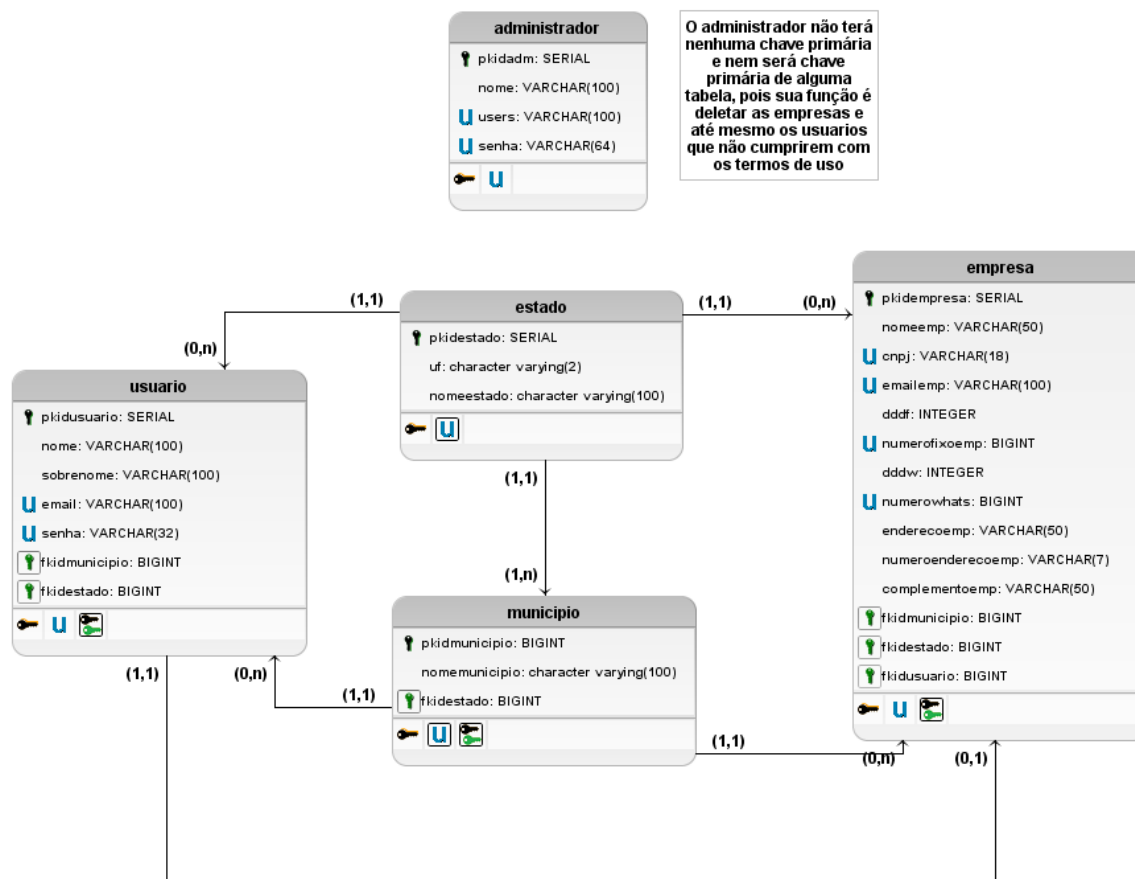 administrador
pkidadm: SERIAL
nome: VARCHAR(100)
U users: VARCHAR(100)
U senha: VARCHAR(64)
U
O administrador não terá
nenhuma chave primária
e nem será chave
primária de alguma
tabela, pois sua função é
deletar as empresas e
até mesmo os usuarios
que não cumprirem com
os termos de uso
(1,1)
(0,n)
estado
pkidestado: SERIAL
uf: character varying(2)
nomeestado: character varying(100)
U
(1,1)
(0,n)
(1,1)
(1,n)
usuario
pkidusuario: SERIAL
nome: VARCHAR(100)
sobrenome: VARCHAR(100)
U email: VARCHAR(100)
U senha: VARCHAR(32)
fkidmunicipio: BIGINT
fkidestado: BIGINT
U
(1,1)
(0,n)
(1,1)
municipio
pkidmunicipio: BIGINT
nomemunicipio: character varying(100)
fkidestado: BIGINT
U
(1,1)
(0,n)
(0,1)
empresa
pkidempresa: SERIAL
nomeemp: VARCHAR(50)
U cnpj: VARCHAR(18)
U emailemp: VARCHAR(100)
dddf: INTEGER
U numerofixoemp: BIGINT
dddw: INTEGER
U numerowhats: BIGINT
enderecoemp: VARCHAR(50)
numeroenderecoemp: VARCHAR(7)
complementoemp: VARCHAR(50)
fkidmunicipio: BIGINT
fkidestado: BIGINT
fkidusuario: BIGINT
U